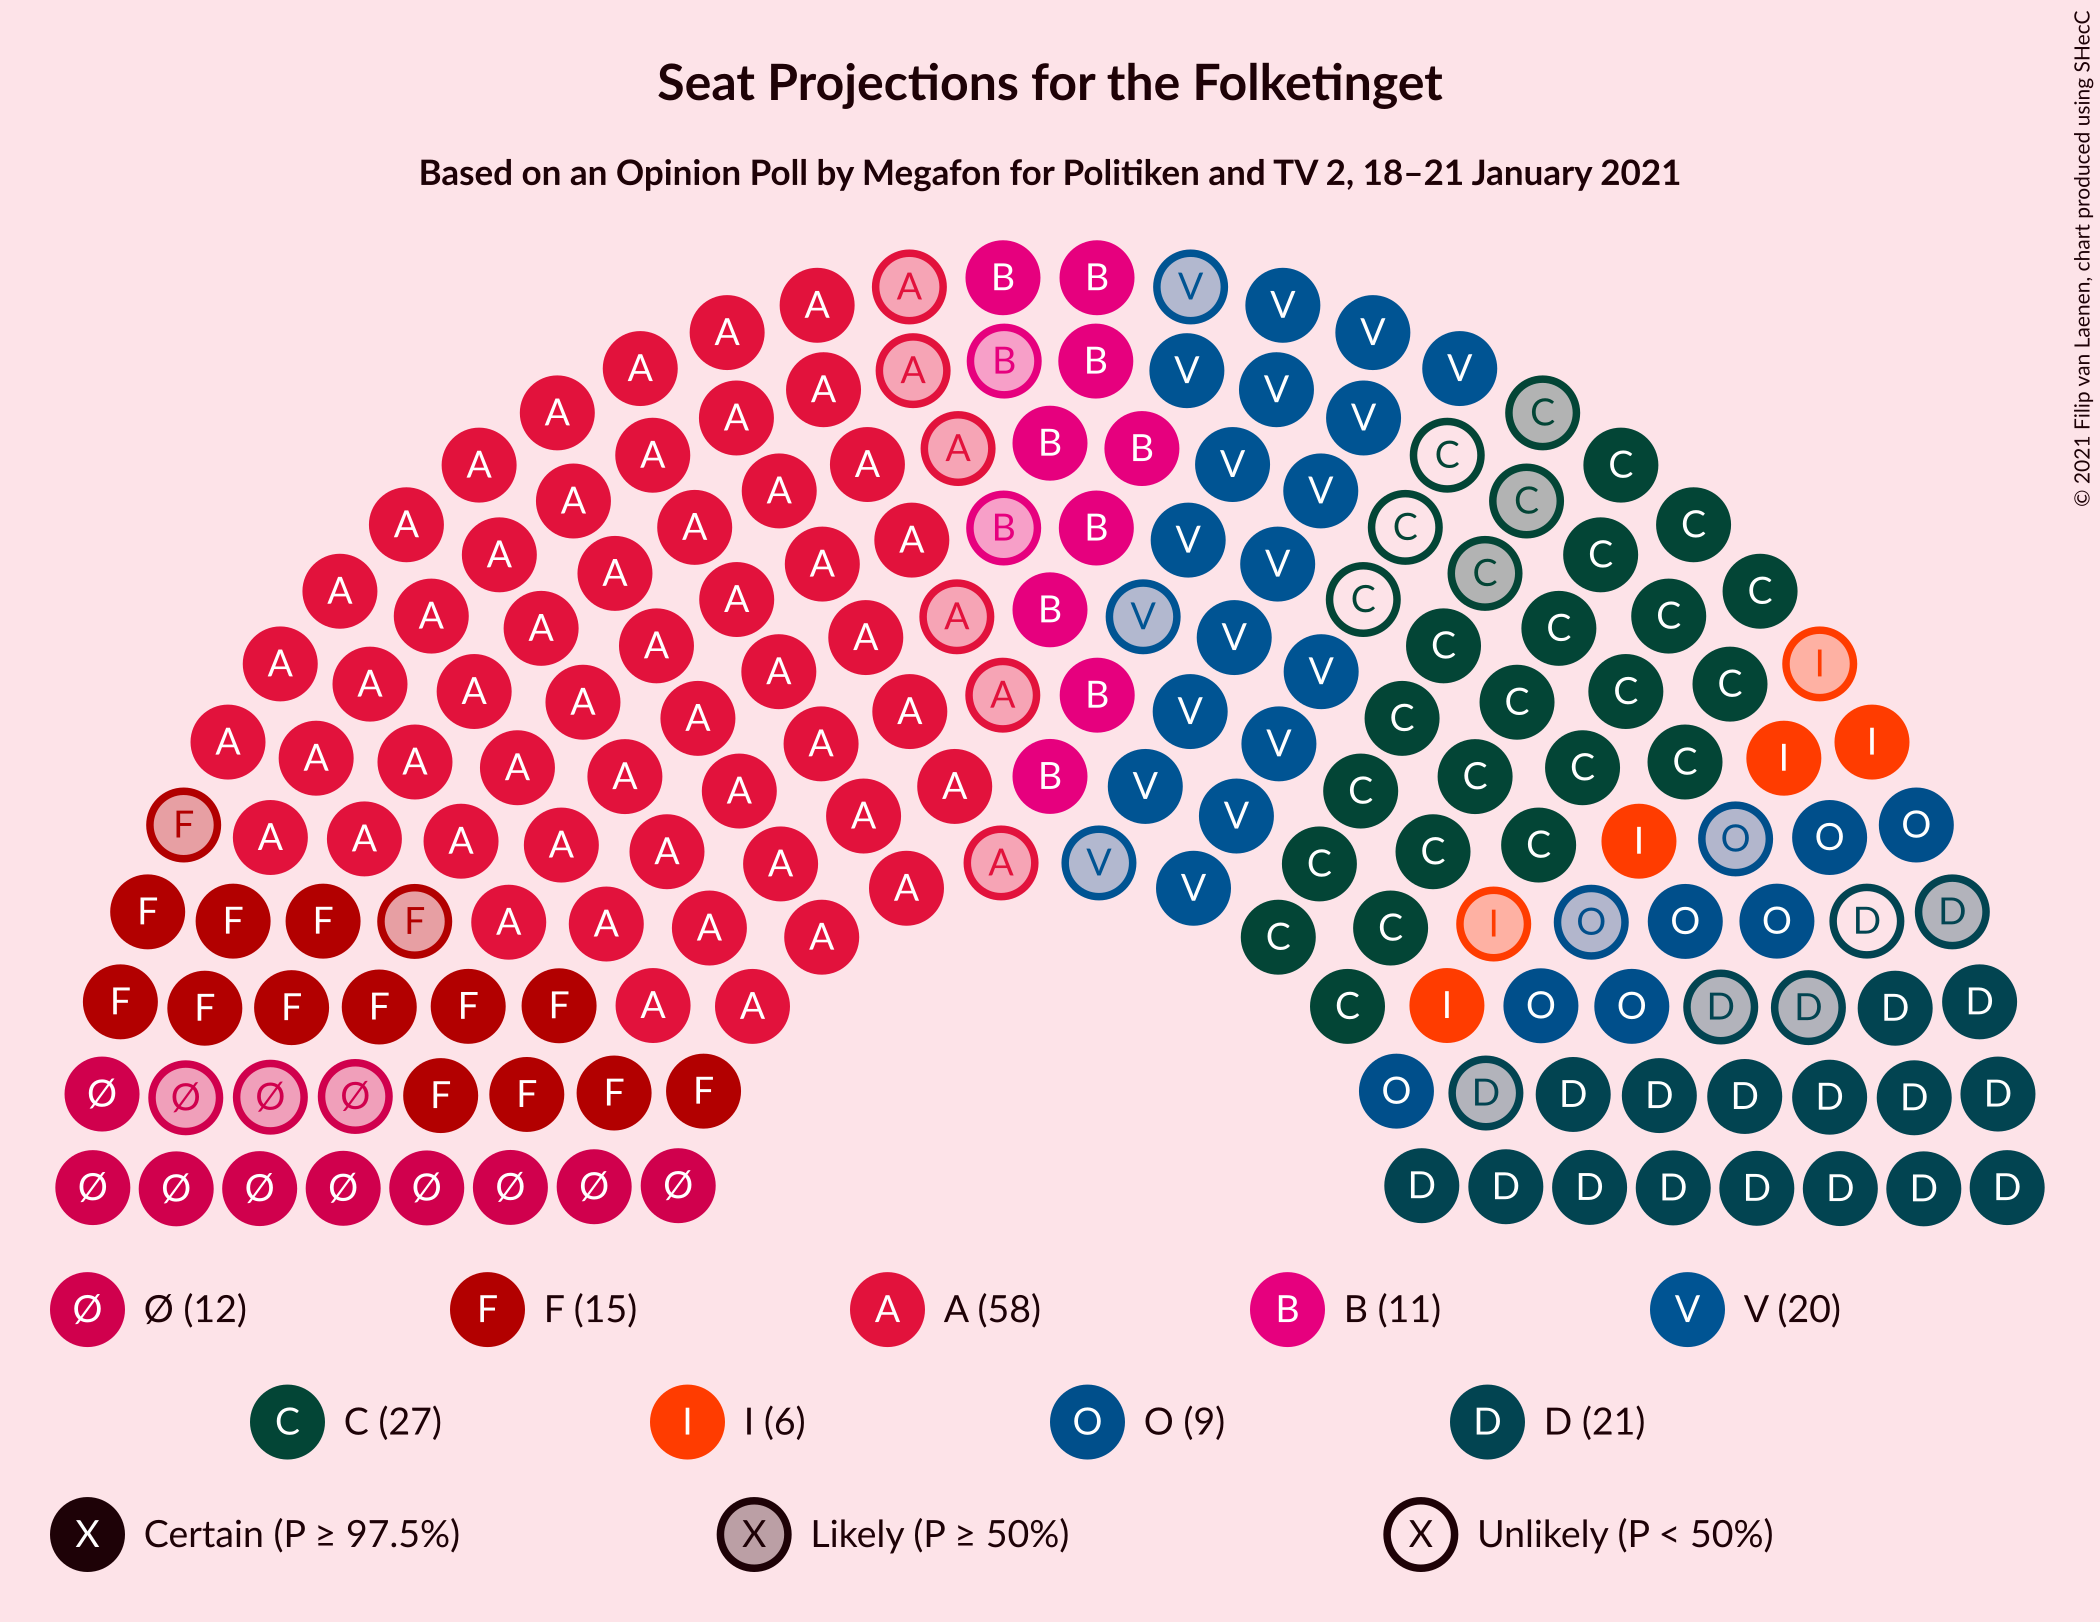 Seat Projections for the Folketinget
Based on an Opinion Poll by Megafon for Politiken and TV 2, 18–21 January 2021
© 2021 Filip van Laenen, chart produced using SHecC
A A B B V V
A A A B B V V V
A A A V V C
A A A A B B V C C
A A V V C
A A A A B B V C C C
A A A A V C C C
A A A A A B V V C C C
A A A A A B V C C I
A A A V C C
A A A A A A B V C C C I I
F A A A V V C O
A A A A A A A V C C C I O O
F F F F A A A A A V C C I O O O D D
F F F F F F A A C I O O D D D D
Ø Ø Ø Ø F F F F O D D D D D D D
Ø Ø Ø Ø Ø Ø Ø Ø D D D D D D D D
Ø Ø (12) F F (15) A A (58) B B (11) V V (20)
C C (27) I I (6) O O (9) D D (21)
X Certain (P ≥ 97.5%) X Likely (P ≥ 50%) X Unlikely (P < 50%)